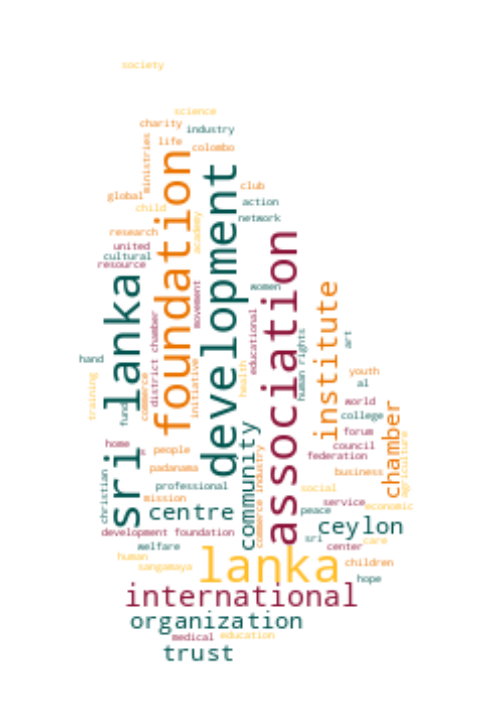 society
science
charity
industry
ministries
life
colombo
foundation
development
club
global
child
action
academy
network
research
association
united
cultural
resource
sri lanka
movement
women
institute
educational
district chamber
human rights
art
hand
initiative
health
youth
al
training
commerce
fund
world
chamber
college
community
forum
agriculture
home
people
council
commerce industry
federation
padanama
business
christian
professional
social
mission
service
economic
centre
peace
ceylon
development foundation
sri
care
welfare
center
lanka
human
sangamaya
children
hope
international
organization
medical
education
trust